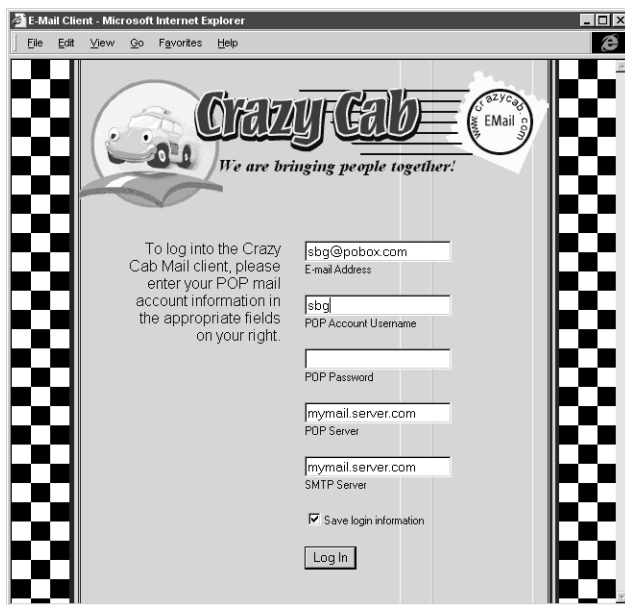 E-Mail Client - Microsoft Internet Explorer
File Edit View Go Favorites Help
Crazy Cab
www.crazycab.com
EMail
We are bringing people together!
To log into the Crazy
Cab Mail client, please
enter your POP mail
account information in
the appropriate fields
on your right.
sbg@pobox.com
E-mail Address
sbg
POP Account Username
POP Password
mymail.server.com
POP Server
mymail.server.com
SMTP Server
Save login information
Log In